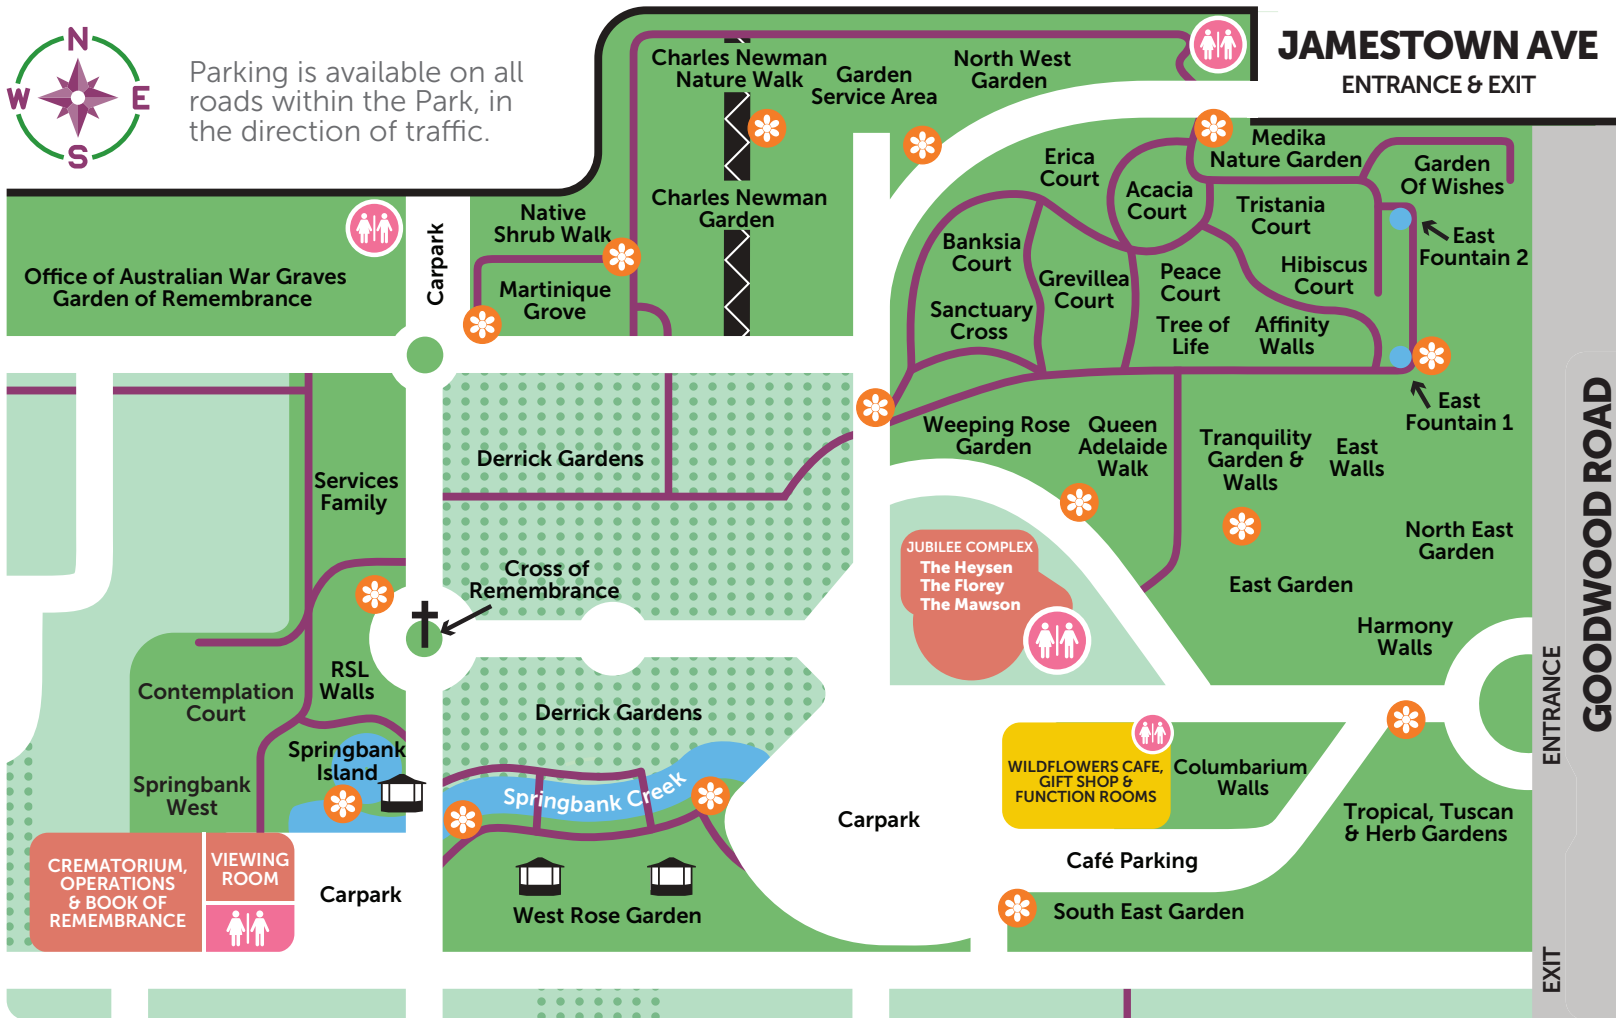 N
W
E
S
Parking is available on all
roads within the Park, in
the direction of traffic.
JAMESTOWN AVE
ENTRANCE & EXIT
Charles Newman
Nature Walk
Garden
Service Area
North West
Garden
Charles Newman
Garden
Native
Shrub Walk
Martinique
Grove
Carpark
Office of Australian War Graves
Garden of Remembrance
Erica
Court
Acacia
Court
Medika
Nature Garden
Garden
Of Wishes
Tristania
Court
East
Fountain 2
Banksia
Court
Grevillea
Court
Peace
Court
Hibiscus
Court
Sanctuary
Cross
Tree of
Life
Affinity
Walls
East
Fountain 1
Weeping Rose
Garden
Queen
Adelaide
Walk
Tranquility
Garden &
Walls
East
Walls
North East
Garden
East Garden
Harmony
Walls
GOODWOOD ROAD
ENTRANCE
EXIT
Derrick Gardens
Services
Family
Cross of
Remembrance
JUBILEE COMPLEX
The Heysen
The Florey
The Mawson
RSL
Walls
Contemplation
Court
Derrick Gardens
Springbank
Island
Springbank
West
Springbank Creek
WILDFLOWERS CAFE,
GIFT SHOP &
FUNCTION ROOMS
Columbarium
Walls
Tropical, Tuscan
& Herb Gardens
Carpark
Café Parking
South East Garden
CREMATORIUM,
OPERATIONS
& BOOK OF
REMEMBRANCE
VIEWING
ROOM
Carpark
West Rose Garden